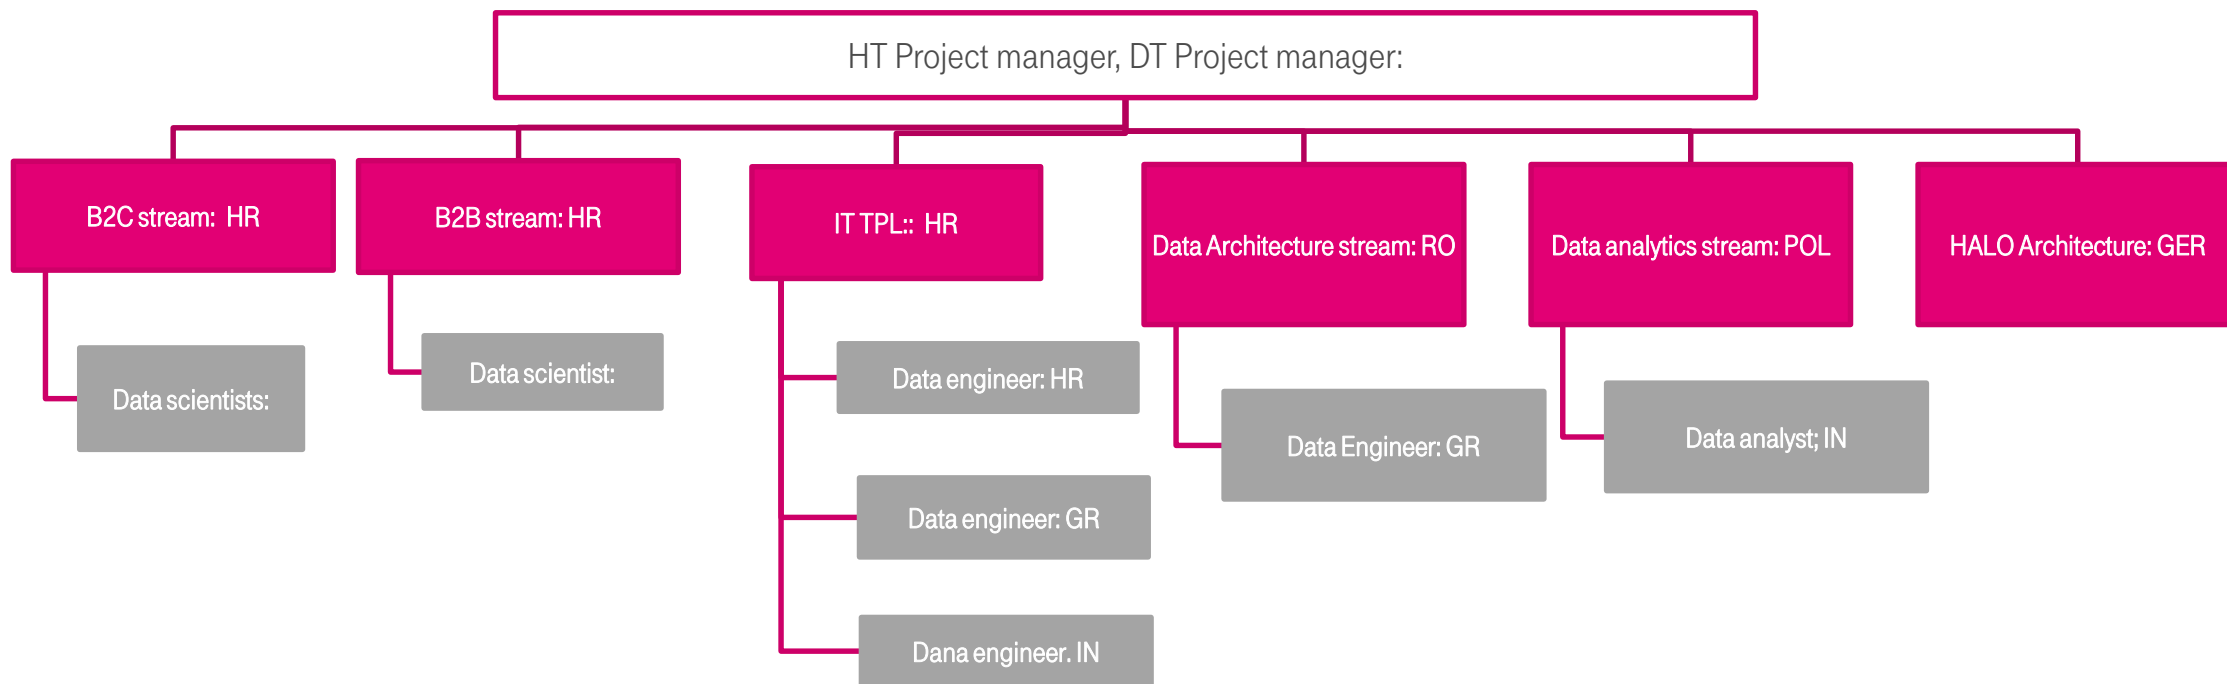 HT Project manager, DT Project manager:
B2C stream:  HR
B2B stream: HR
IT TPL::  HR
Data Architecture stream: RO
Data analytics stream: POL
HALO Architecture: GER
Data scientists:
Data scientist:
Data engineer: HR
Data engineer: GR
Dana engineer. IN
Data Engineer: GR
Data analyst; IN